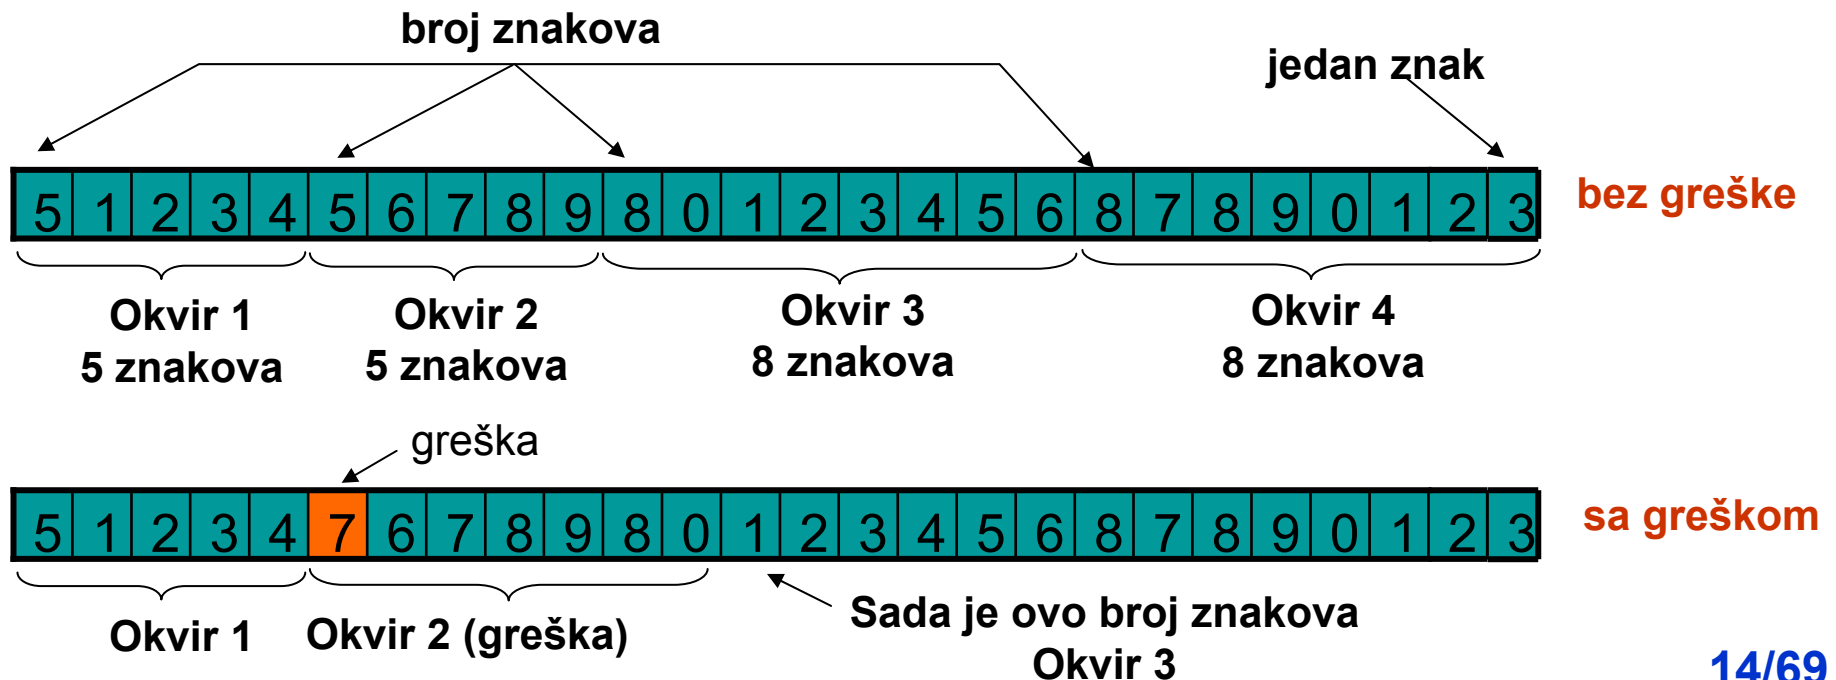 broj znakova
jedan znak
5 1 2 3 4 5 6 7 8 9 8 0 1 2 3 4 5 6 8 7 8 9 0 1 2 3
bez greške
Okvir 1
5 znakova
Okvir 2
5 znakova
Okvir 3
8 znakova
Okvir 4
8 znakova
greška
5 1 2 3 4 7 6 7 8 9 8 0 1 2 3 4 5 6 8 7 8 9 0 1 2 3
sa greškom
Okvir 1
Okvir 2 (greška)
Sada je ovo broj znakova
Okvir 3
14/69